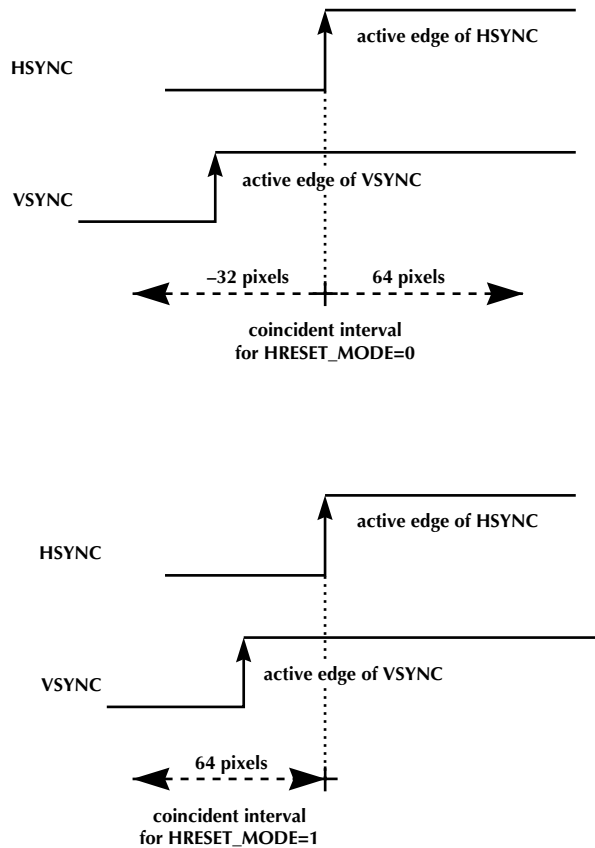 active edge of HSYNC
HSYNC
active edge of VSYNC
VSYNC
–32 pixels
64 pixels
coincident interval
for HRESET_MODE=0
active edge of HSYNC
HSYNC
active edge of VSYNC
VSYNC
64 pixels
coincident interval
for HRESET_MODE=1